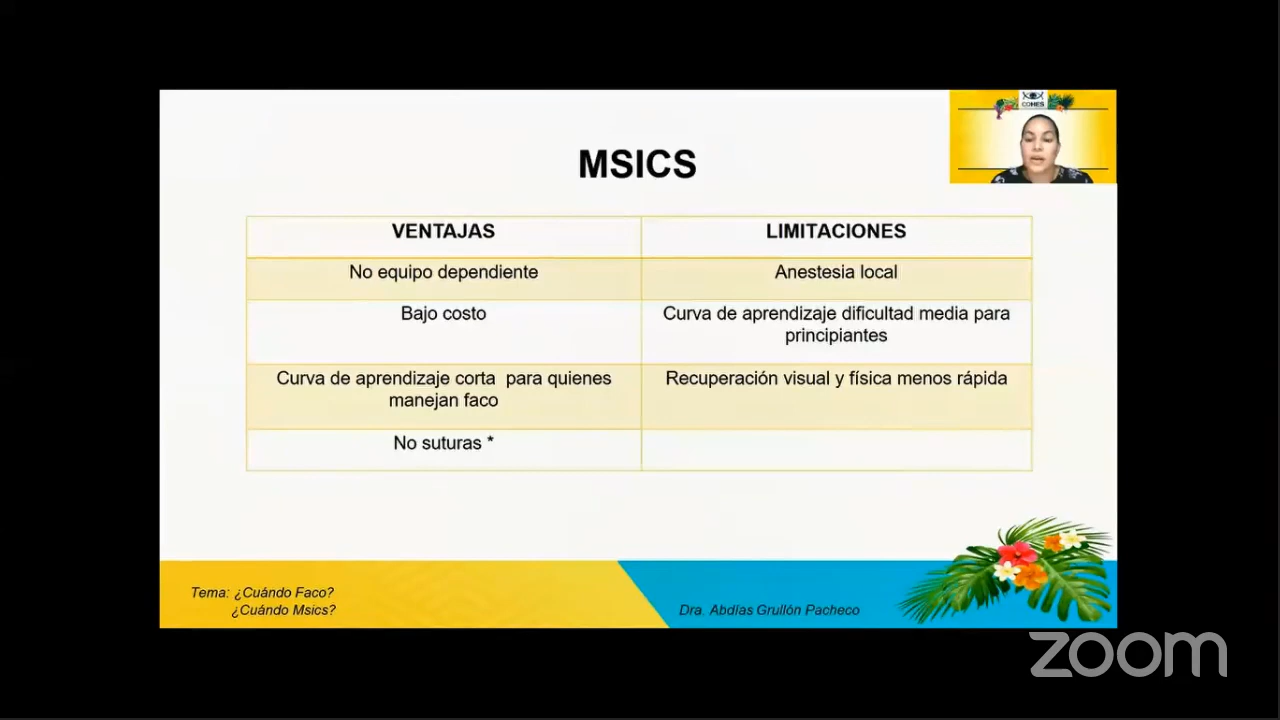 COHES
MSICS
VENTAJAS
LIMITACIONES
No equipo dependiente
Anestesia local
Bajo costo
Curva de aprendizaje dificultad media para
principiantes
Curva de aprendizaje corta para quienes
manejan faco
Recuperación visual y física menos rápida
No suturas *
Tema: ¿Cuándo Faco?
¿Cuándo Msics?
Dra. Abdías Grullón Pacheco
zoom